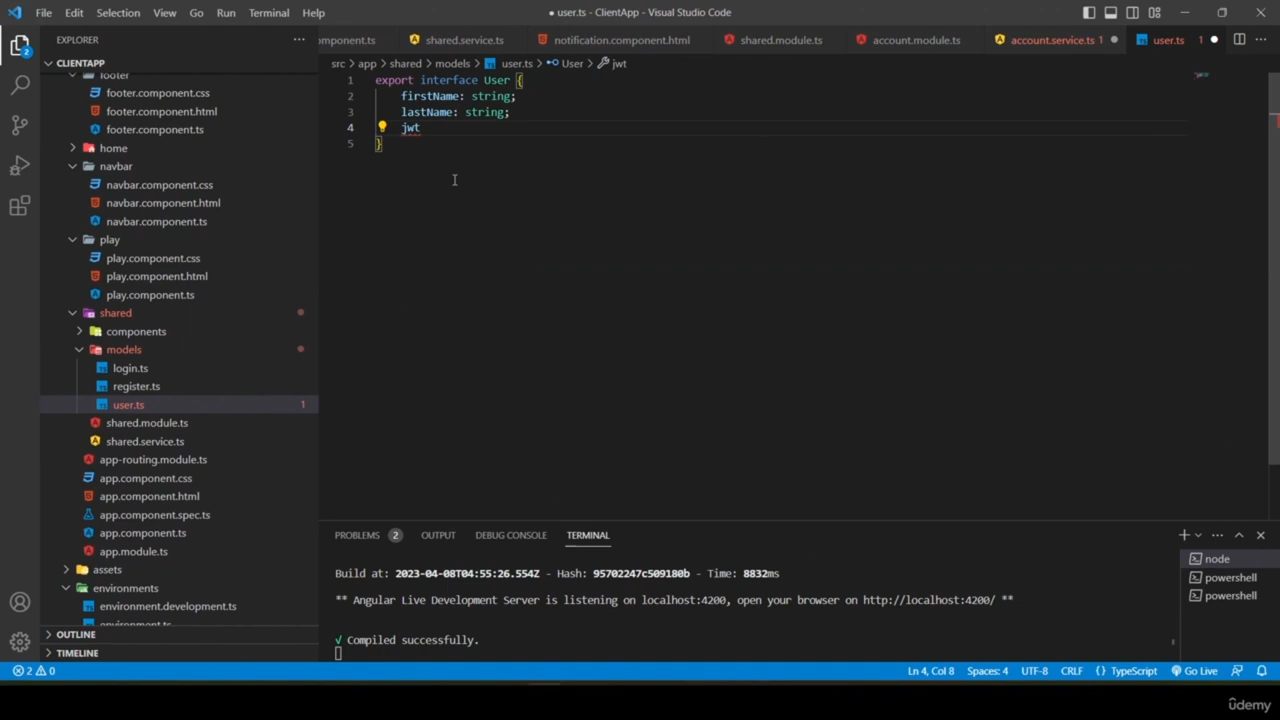 File Edit Selection View Go Run Terminal Help
● user.ts - ClientApp - Visual Studio Code
EXPLORER
CLIENTAPP
footer
footer.component.css
footer.component.html
footer.component.ts
home
navbar
navbar.component.css
navbar.component.html
navbar.component.ts
play
play.component.css
play.component.html
play.component.ts
shared
components
models
login.ts
register.ts
user.ts 1
shared.module.ts
shared.service.ts
app-routing.module.ts
app.component.css
app.component.html
app.component.spec.ts
app.component.ts
app.module.ts
assets
environments
environment.development.ts
environment.ts
OUTLINE
TIMELINE
2
mponent.ts shared.service.ts notification.component.html shared.module.ts account.module.ts account.service.ts 1 user.ts 1
src > app > shared > models > user.ts > User > jwt
1 export interface User {
2 firstName: string;
3 lastName: string;
4 jwt
5 }
PROBLEMS 2 OUTPUT DEBUG CONSOLE TERMINAL
Build at: 2023-04-08T04:55:26.554Z - Hash: 95702247c509180b - Time: 8832ms
** Angular Live Development Server is listening on localhost:4200, open your browser on http://localhost:4200/ **
√ Compiled successfully.
node
powershell
powershell
2 0 Ln 4, Col 8 Spaces: 4 UTF-8 CRLF {} TypeScript Go Live
ûdemy